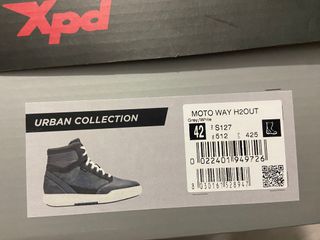 Xpd
URBAN COLLECTION
MOTO WAY H2OUT
Grey/White
42
S127
512
425
0 022401 949726
8 030161 528947